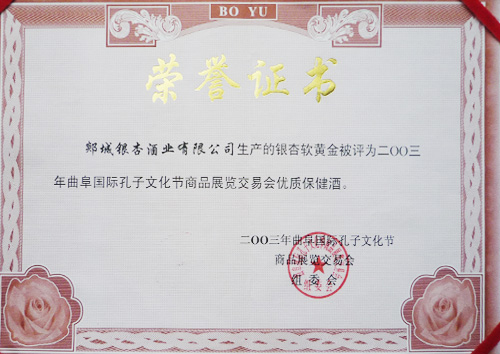 BO YU
荣誉证书
郯城银杏酒业有限公司生产的银杏软黄金被评为二OO三
年曲阜国际孔子文化节商品展览交易会优质保健酒。
二OO三年曲阜国际孔子文化节
商品展览交易会
组委会